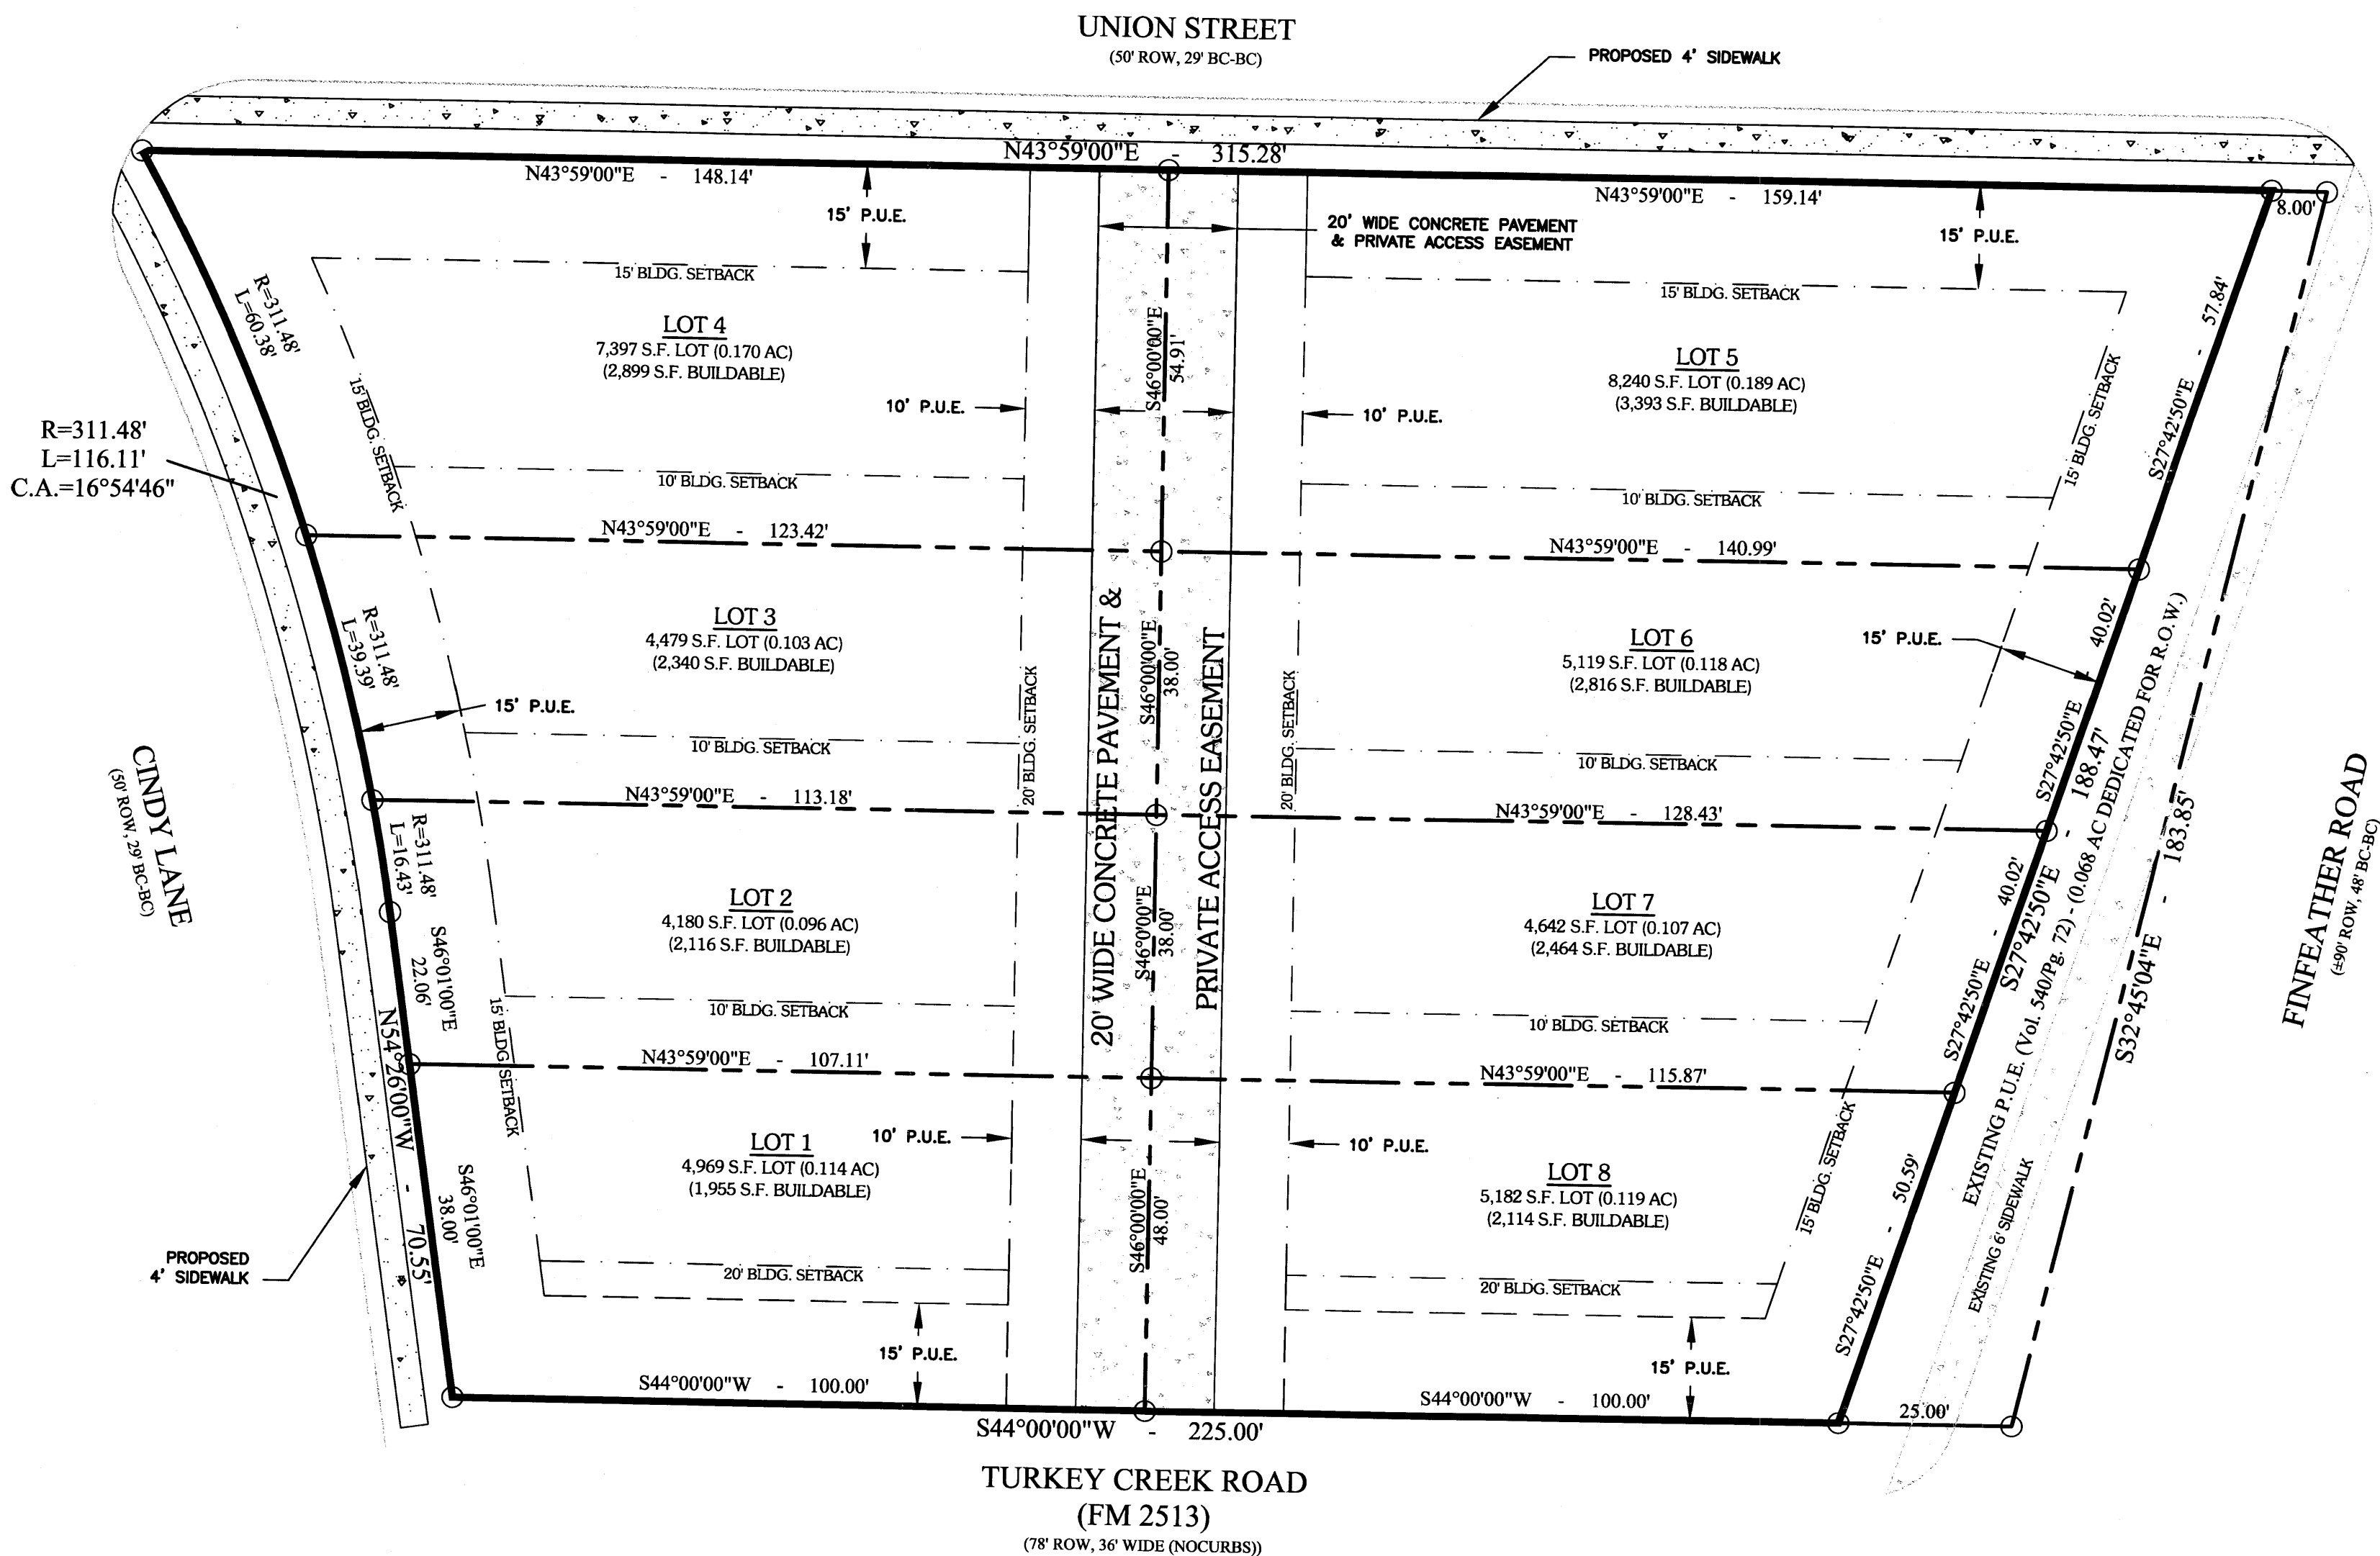 UNION STREET
(50' ROW, 29' BC-BC)
PROPOSED 4' SIDEWALK
N43°59'00"E - 315.28'
N43°59'00"E - 148.14'
N43°59'00"E - 159.14'
8.00'
15' P.U.E.
20' WIDE CONCRETE PAVEMENT
& PRIVATE ACCESS EASEMENT
15' P.U.E.
15' BLDG. SETBACK
15' BLDG. SETBACK
R=311.48'
L=60.38'
LOT 4
7,397 S.F. LOT (0.170 AC)
(2,899 S.F. BUILDABLE)
S46°00'00"E
54.91'
LOT 5
8,240 S.F. LOT (0.189 AC)
(3,393 S.F. BUILDABLE)
S27°42'50"E - 57.84'
15' BLDG. SETBACK
10' P.U.E.
10' P.U.E.
15' BLDG. SETBACK
R=311.48'
L=116.11'
C.A.=16°54'46"
10' BLDG. SETBACK
10' BLDG. SETBACK
N43°59'00"E - 123.42'
N43°59'00"E - 140.99'
R=311.48'
L=39.39'
LOT 3
4,479 S.F. LOT (0.103 AC)
(2,340 S.F. BUILDABLE)
S46°00'00"E
38.00'
LOT 6
5,119 S.F. LOT (0.118 AC)
(2,816 S.F. BUILDABLE)
15' P.U.E.
S27°42'50"E - 40.02'
15' P.U.E.
20' BLDG. SETBACK
20' BLDG. SETBACK
10' BLDG. SETBACK
10' BLDG. SETBACK
CINDY LANE
(50' ROW, 29' BC-BC)
N43°59'00"E - 113.18'
N43°59'00"E - 128.43'
20' WIDE CONCRETE PAVEMENT &
PRIVATE ACCESS EASEMENT
R=311.48'
L=16.43'
S46°01'00"E
22.06'
LOT 2
4,180 S.F. LOT (0.096 AC)
(2,116 S.F. BUILDABLE)
S46°0'00"E
38.00'
LOT 7
4,642 S.F. LOT (0.107 AC)
(2,464 S.F. BUILDABLE)
S27°42'50"E - 40.02'
S27°42'50"E - 188.47'
EXISTING P.U.E. (Vol. 540/Pg. 72) - (0.068 AC DEDICATED FOR R.O.W.)
S32°45'04"E - 183.85'
FINFEATHER ROAD
(±90' ROW, 48' BC-BC)
10' BLDG. SETBACK
10' BLDG. SETBACK
15' BLDG. SETBACK
N54°26'00"W - 70.55'
N43°59'00"E - 107.11'
N43°59'00"E - 115.87'
LOT 1
4,969 S.F. LOT (0.114 AC)
(1,955 S.F. BUILDABLE)
10' P.U.E.
10' P.U.E.
S46°00'00"E
48.00'
LOT 8
5,182 S.F. LOT (0.119 AC)
(2,114 S.F. BUILDABLE)
15' BLDG. SETBACK
S27°42'50"E - 50.59'
EXISTING 6' SIDEWALK
S46°01'00"E
38.00'
PROPOSED
4' SIDEWALK
20' BLDG. SETBACK
20' BLDG. SETBACK
15' P.U.E.
15' P.U.E.
S44°00'00"W - 100.00'
S44°00'00"W - 100.00'
25.00'
S44°00'00"W - 225.00'
TURKEY CREEK ROAD
(FM 2513)
(78' ROW, 36' WIDE (NOCURBS))